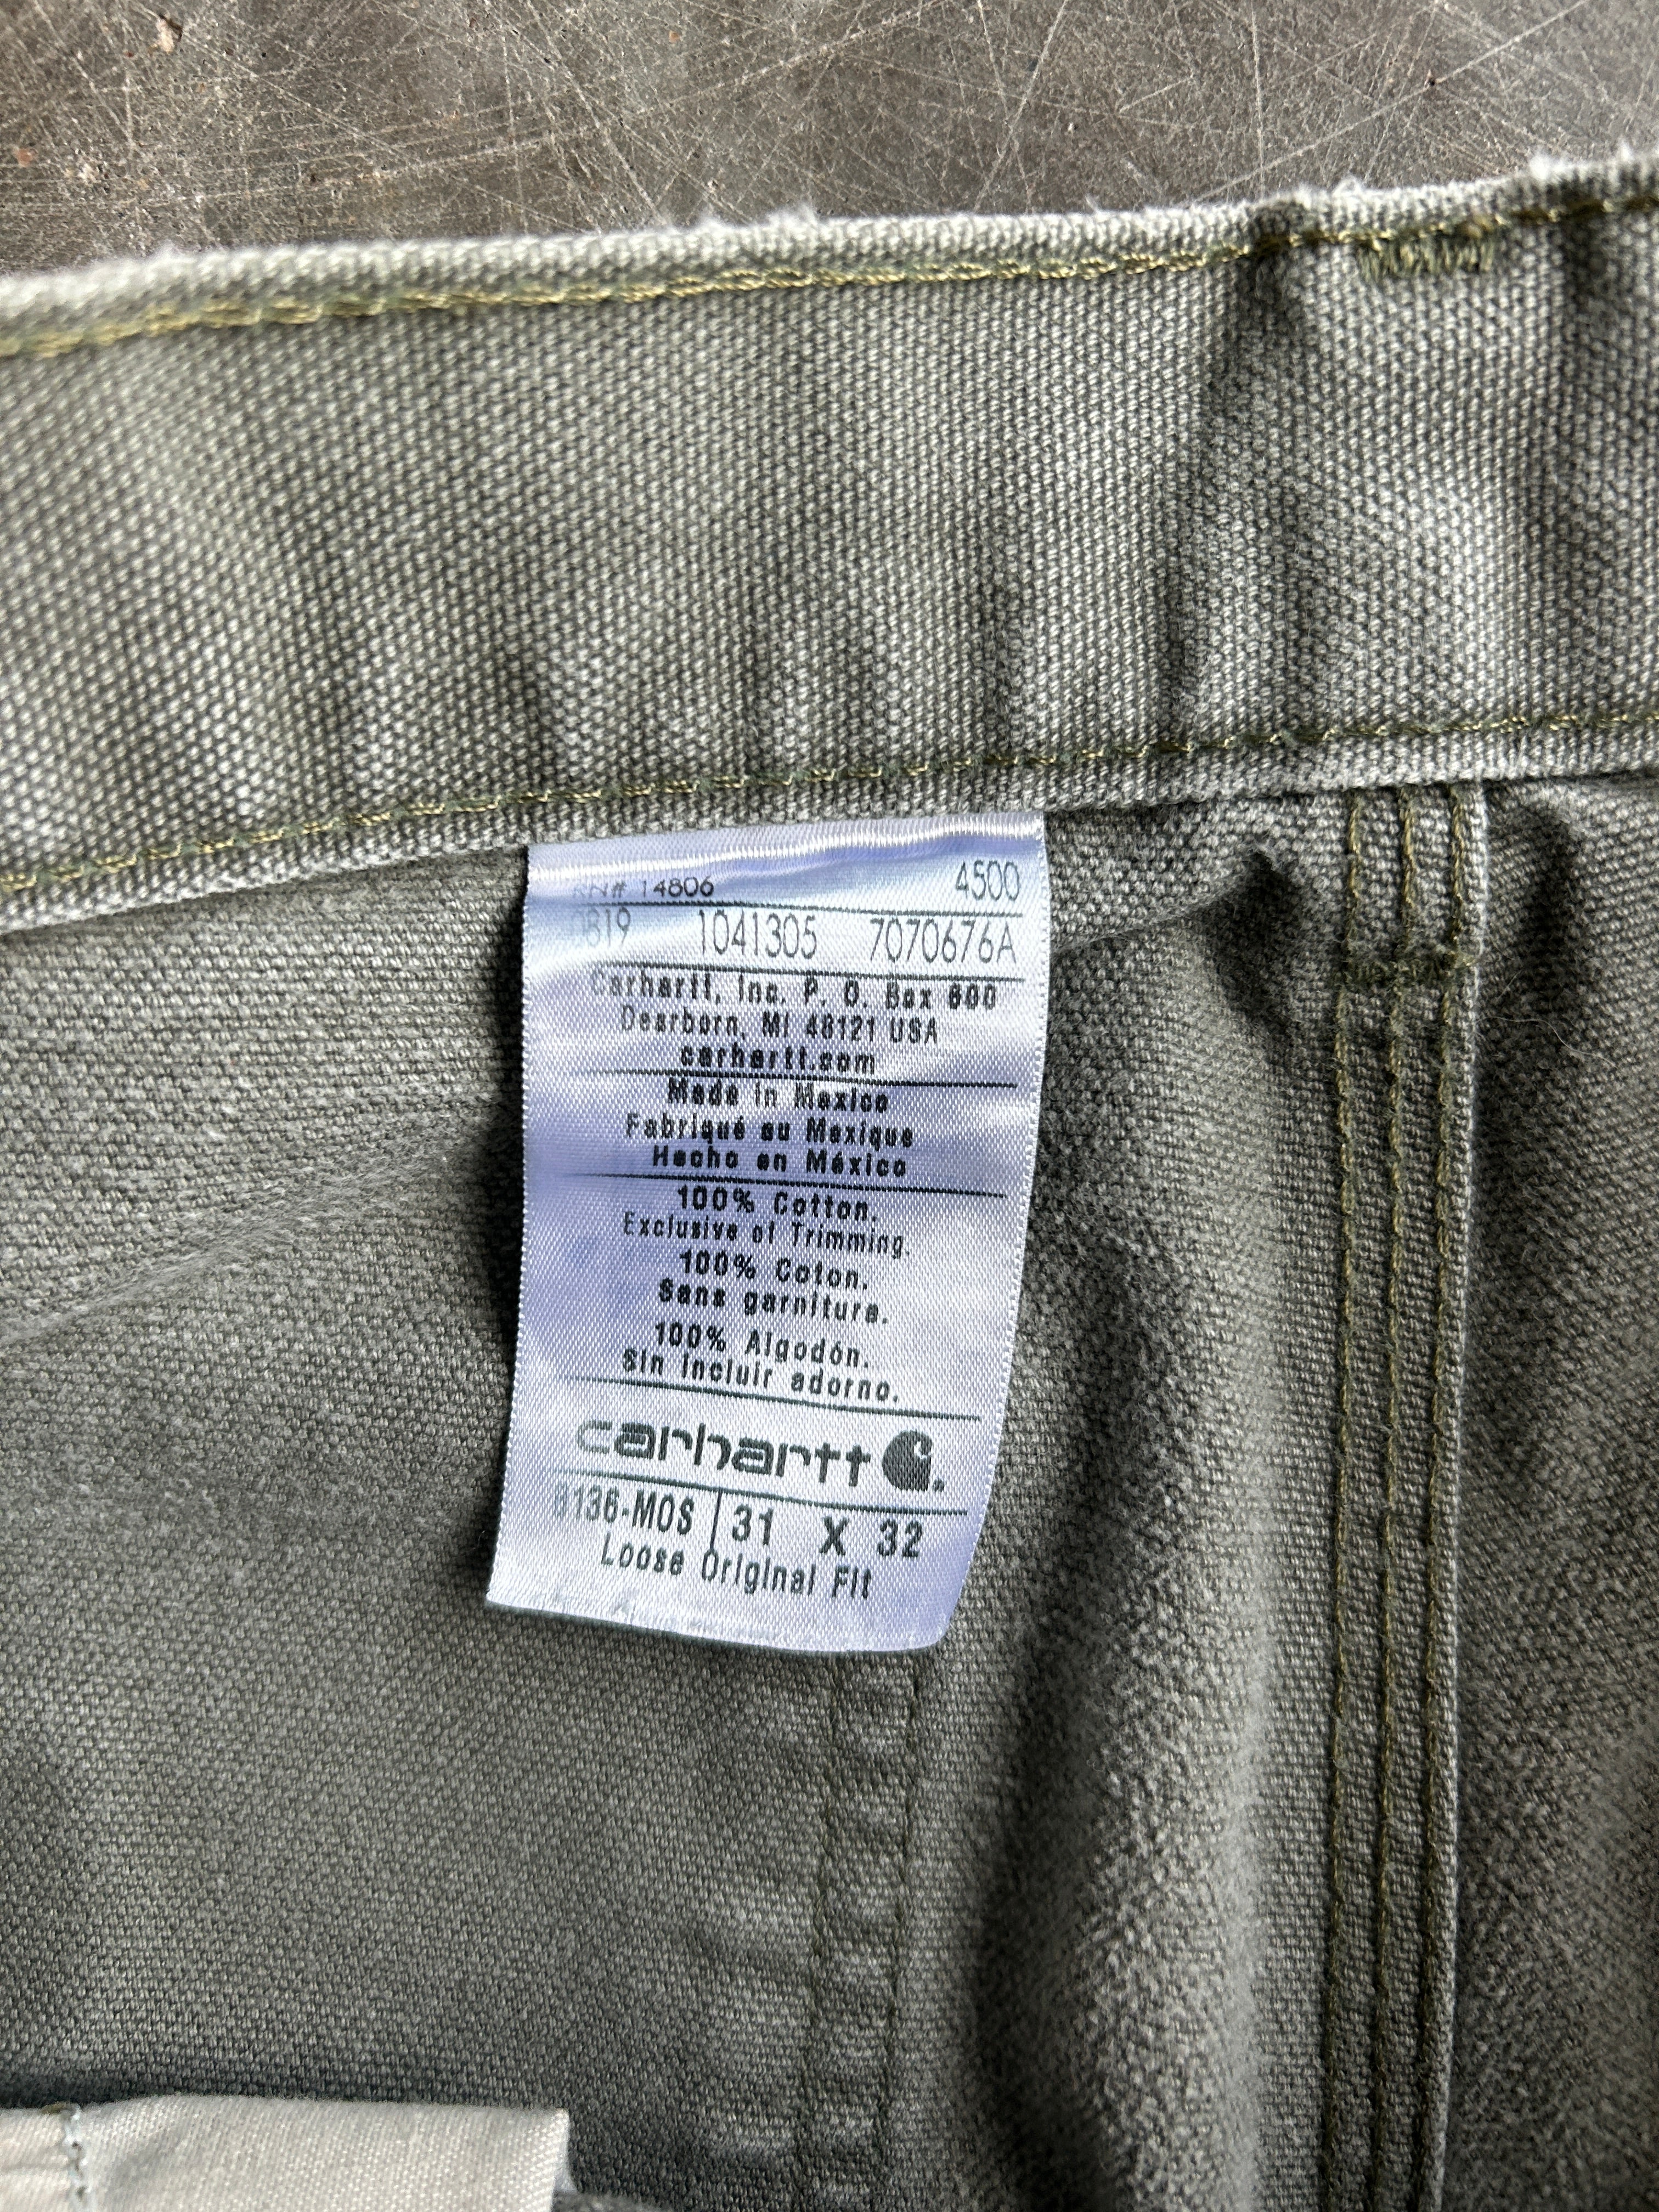 RN# 14806 4500
0819 1041305 7070676A
Carhartt, Inc. P. O. Box 600
Dearborn, MI 48121 USA
carhartt.com
Made in Mexico
Fabriqué au Mexique
Hecho en México
100% Cotton.
Exclusive of Trimming.
100% Coton.
Sans garniture.
100% Algodón.
Sin incluir adorno.
carhartt
B136-MOS 31 X 32
Loose Original Fit